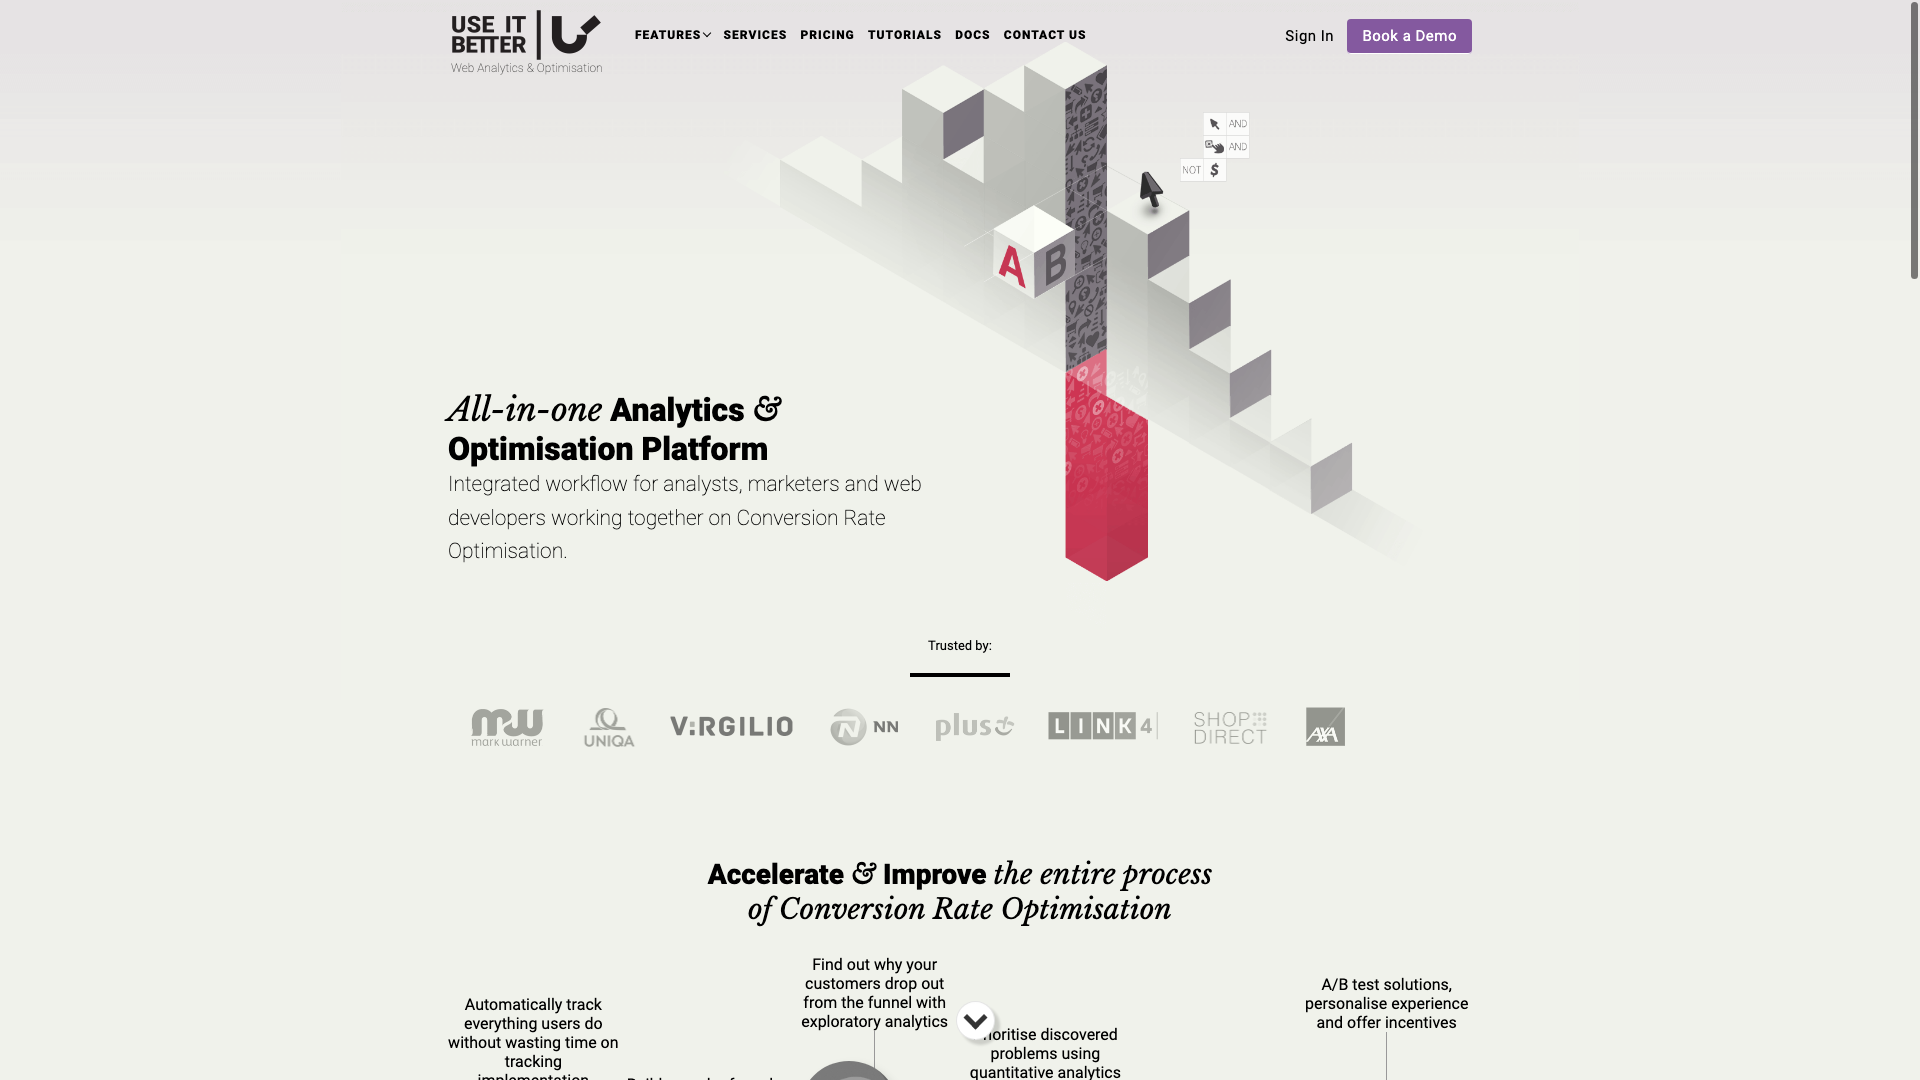 USE IT
BETTER
Web Analytics & Optimisation
FEATURES SERVICES PRICING TUTORIALS DOCS CONTACT US
Sign In
Book a Demo
AND
AND
NOT $
A B
All-in-one Analytics &
Optimisation Platform
Integrated workflow for analysts, marketers and web
developers working together on Conversion Rate
Optimisation.
Trusted by:
mark warner
UNIQA
VIRGILIO
NN
plus
LINK4
SHOP
DIRECT
AXA
Accelerate & Improve the entire process
of Conversion Rate Optimisation
Automatically track
everything users do
without wasting time on
tracking
implementation
Find out why your
customers drop out
from the funnel with
exploratory analytics
discovered
problems using
quantitative analytics
A/B test solutions,
personalise experience
and offer incentives